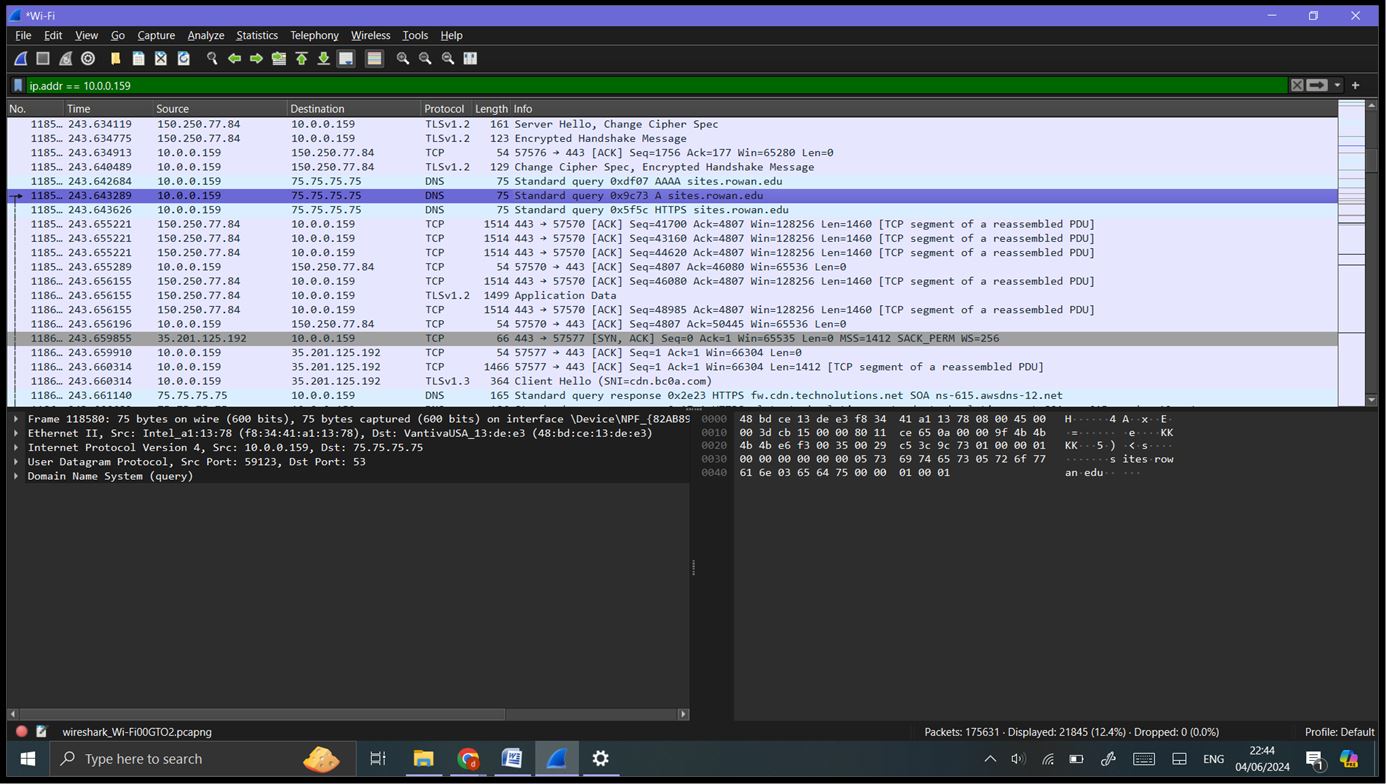 *Wi-Fi
File Edit View Go Capture Analyze Statistics Telephony Wireless Tools Help
ip.addr == 10.0.0.159
No. Time Source Destination Protocol Length Info
1185… 243.634119 150.250.77.84 10.0.0.159 TLSv1.2 161 Server Hello, Change Cipher Spec
1185… 243.634775 150.250.77.84 10.0.0.159 TLSv1.2 123 Encrypted Handshake Message
1185… 243.634913 10.0.0.159 150.250.77.84 TCP 54 57576 → 443 [ACK] Seq=1756 Ack=177 Win=65280 Len=0
1185… 243.640489 10.0.0.159 150.250.77.84 TLSv1.2 129 Change Cipher Spec, Encrypted Handshake Message
1185… 243.642684 10.0.0.159 75.75.75.75 DNS 75 Standard query 0xdf07 AAAA sites.rowan.edu
1185… 243.643289 10.0.0.159 75.75.75.75 DNS 75 Standard query 0x9c73 A sites.rowan.edu
1185… 243.643626 10.0.0.159 75.75.75.75 DNS 75 Standard query 0x5f5c HTTPS sites.rowan.edu
1185… 243.655221 150.250.77.84 10.0.0.159 TCP 1514 443 → 57570 [ACK] Seq=41700 Ack=4807 Win=128256 Len=1460 [TCP segment of a reassembled PDU]
1185… 243.655221 150.250.77.84 10.0.0.159 TCP 1514 443 → 57570 [ACK] Seq=43160 Ack=4807 Win=128256 Len=1460 [TCP segment of a reassembled PDU]
1185… 243.655221 150.250.77.84 10.0.0.159 TCP 1514 443 → 57570 [ACK] Seq=44620 Ack=4807 Win=128256 Len=1460 [TCP segment of a reassembled PDU]
1185… 243.655289 10.0.0.159 150.250.77.84 TCP 54 57570 → 443 [ACK] Seq=4807 Ack=46080 Win=65536 Len=0
1186… 243.656155 150.250.77.84 10.0.0.159 TCP 1514 443 → 57570 [ACK] Seq=46080 Ack=4807 Win=128256 Len=1460 [TCP segment of a reassembled PDU]
1186… 243.656155 150.250.77.84 10.0.0.159 TLSv1.2 1499 Application Data
1186… 243.656155 150.250.77.84 10.0.0.159 TCP 1514 443 → 57570 [ACK] Seq=48985 Ack=4807 Win=128256 Len=1460 [TCP segment of a reassembled PDU]
1186… 243.656196 10.0.0.159 150.250.77.84 TCP 54 57570 → 443 [ACK] Seq=4807 Ack=50445 Win=65536 Len=0
1186… 243.659855 35.201.125.192 10.0.0.159 TCP 66 443 → 57577 [SYN, ACK] Seq=0 Ack=1 Win=65535 Len=0 MSS=1412 SACK_PERM WS=256
1186… 243.659910 10.0.0.159 35.201.125.192 TCP 54 57577 → 443 [ACK] Seq=1 Ack=1 Win=66304 Len=0
1186… 243.660314 10.0.0.159 35.201.125.192 TCP 1466 57577 → 443 [ACK] Seq=1 Ack=1 Win=66304 Len=1412 [TCP segment of a reassembled PDU]
1186… 243.660314 10.0.0.159 35.201.125.192 TLSv1.3 364 Client Hello (SNI=cdn.bc0a.com)
1186… 243.661140 75.75.75.75 10.0.0.159 DNS 165 Standard query response 0x2e23 HTTPS fw.cdn.technolutions.net SOA ns-615.awsdns-12.net
Frame 118580: 75 bytes on wire (600 bits), 75 bytes captured (600 bits) on interface \Device\NPF_{82AB89
Ethernet II, Src: Intel_a1:13:78 (f8:34:41:a1:13:78), Dst: VantivaUSA_13:de:e3 (48:bd:ce:13:de:e3)
Internet Protocol Version 4, Src: 10.0.0.159, Dst: 75.75.75.75
User Datagram Protocol, Src Port: 59123, Dst Port: 53
Domain Name System (query)
0000 48 bd ce 13 de e3 f8 34 41 a1 13 78 08 00 45 00 H······4 A··x··E·
0010 00 3d cb 15 00 00 80 11 ce 65 0a 00 00 9f 4b 4b ·=······ ·e····KK
0020 4b 4b e6 f3 00 35 00 29 c5 3c 9c 73 01 00 00 01 KK···5·) ·<·s····
0030 00 00 00 00 00 00 05 73 69 74 65 73 05 72 6f 77 ·······s ites·row
0040 61 6e 03 65 64 75 00 00 01 00 01 an·edu·· ···
wireshark_Wi-Fi00GTO2.pcapng Packets: 175631 · Displayed: 21845 (12.4%) · Dropped: 0 (0.0%) Profile: Default
Type here to search ENG 22:44
04/06/2024